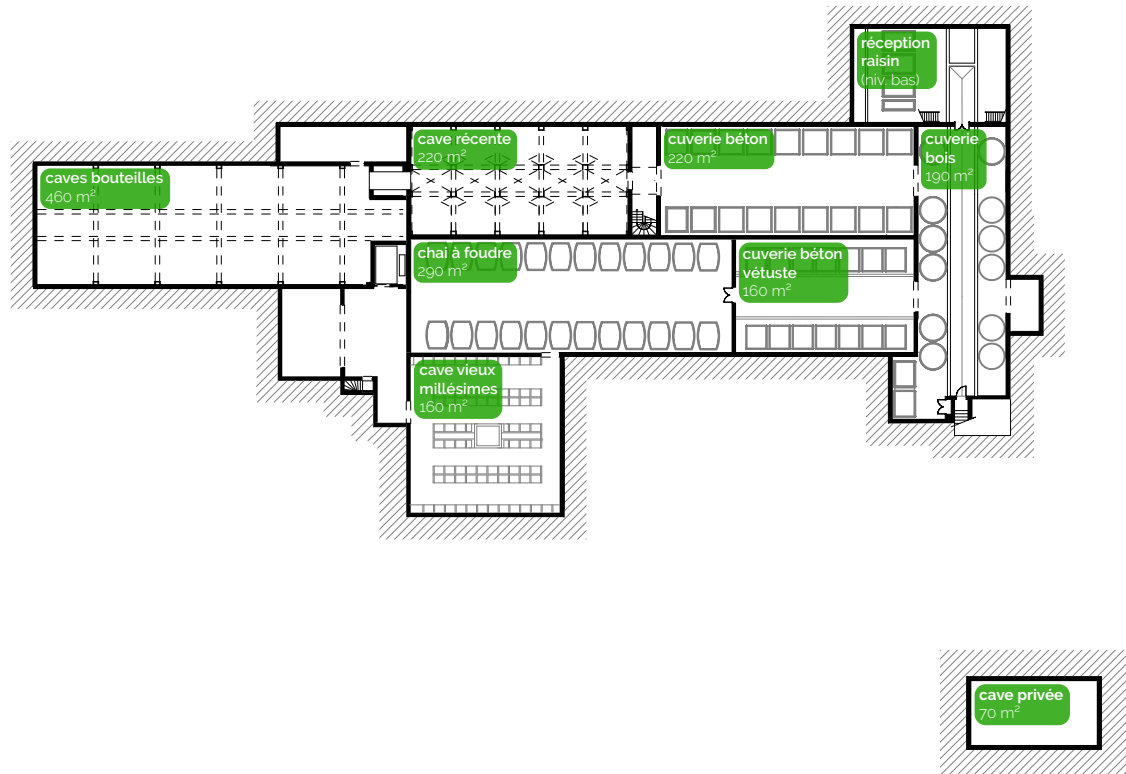 réception
raisin
(niv. bas)
cave récente
220 m²
cuverie béton
220 m²
cuverie
bois
190 m²
caves bouteilles
460 m²
chai à foudre
290 m²
cuverie béton
vétuste
160 m²
cave vieux
millésimes
160 m²
cave privée
70 m²